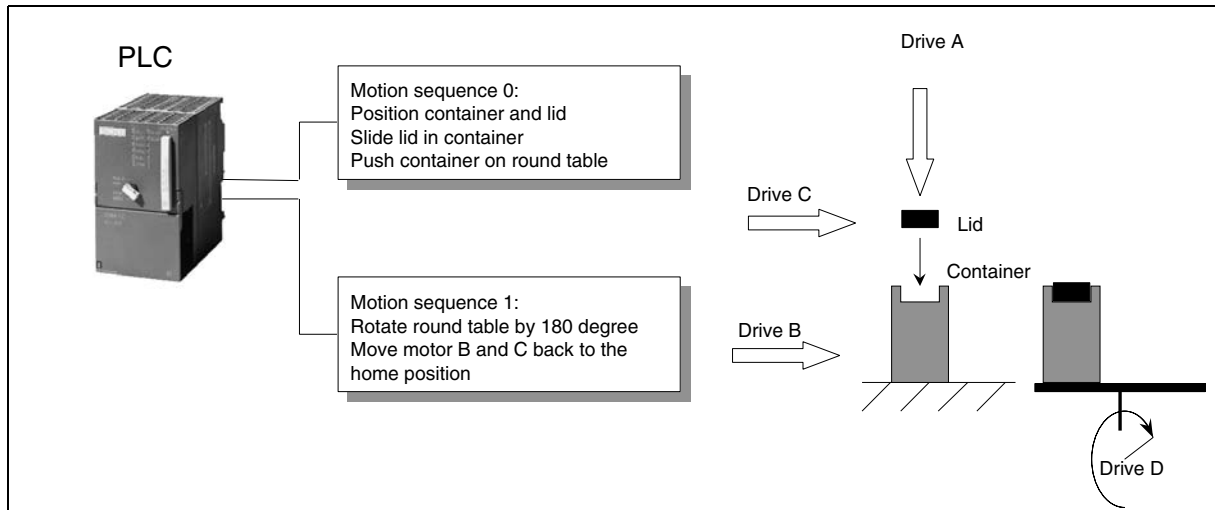 PLC
Motion sequence 0:
Position container and lid
Slide lid in container
Push container on round table
Motion sequence 1:
Rotate round table by 180 degree
Move motor B and C back to the
home position
Drive A
Drive C
Lid
Container
Drive B
Drive D